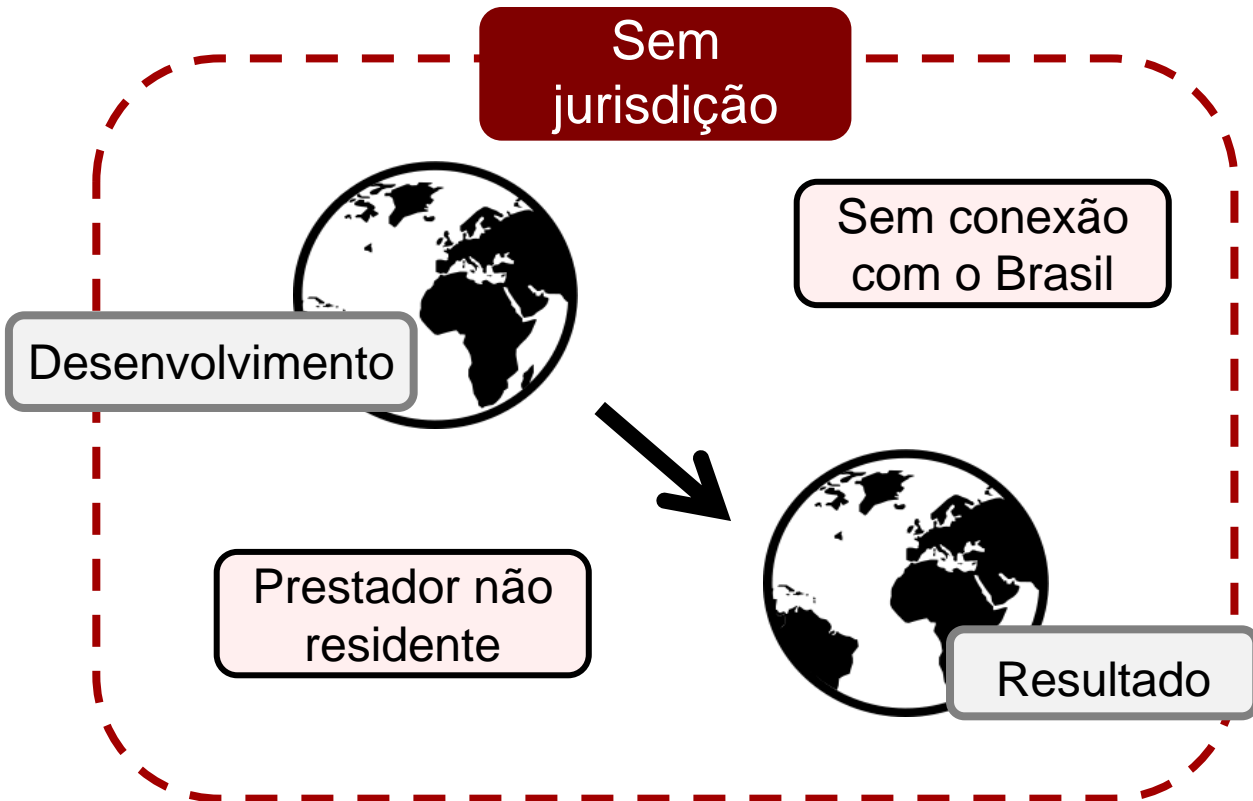 Sem
jurisdição
Sem conexão
com o Brasil
Desenvolvimento
Prestador não
residente
Resultado